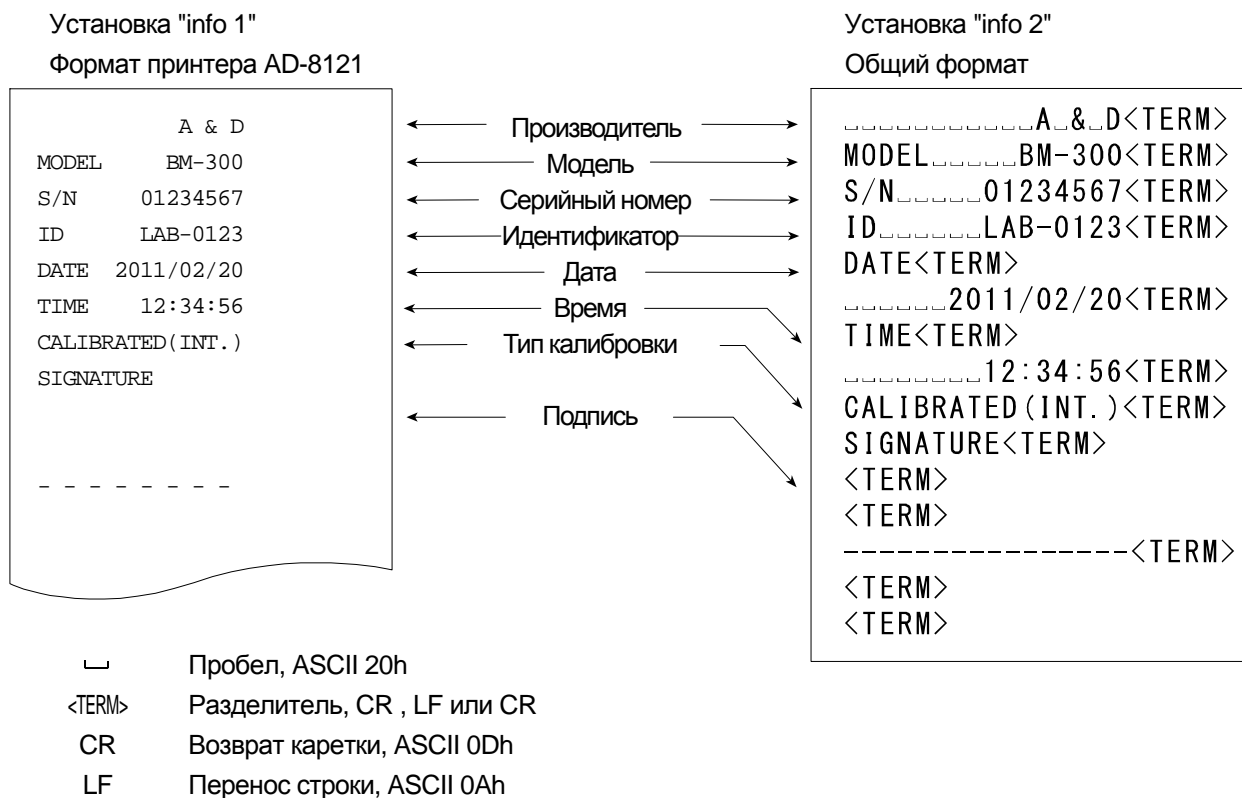 Установка "info 1"
Формат принтера AD-8121
A & D
MODEL BM-300
S/N 01234567
ID LAB-0123
DATE 2011/02/20
TIME 12:34:56
CALIBRATED(INT.)
SIGNATURE
- - - - - - - -
Производитель
Модель
Серийный номер
Идентификатор
Дата
Время
Тип калибровки
Подпись
Установка "info 2"
Общий формат
␣␣␣␣␣␣␣␣␣␣␣A␣&␣D<TERM>
MODEL␣␣␣␣␣BM-300<TERM>
S/N␣␣␣␣␣01234567<TERM>
ID␣␣␣␣␣␣LAB-0123<TERM>
DATE<TERM>
␣␣␣␣␣␣2011/02/20<TERM>
TIME<TERM>
␣␣␣␣␣␣␣␣12:34:56<TERM>
CALIBRATED(INT.)<TERM>
SIGNATURE<TERM>
<TERM>
<TERM>
----------------<TERM>
<TERM>
<TERM>
␣ Пробел, ASCII 20h
<TERM> Разделитель, CR , LF или CR
CR Возврат каретки, ASCII 0Dh
LF Перенос строки, ASCII 0Ah